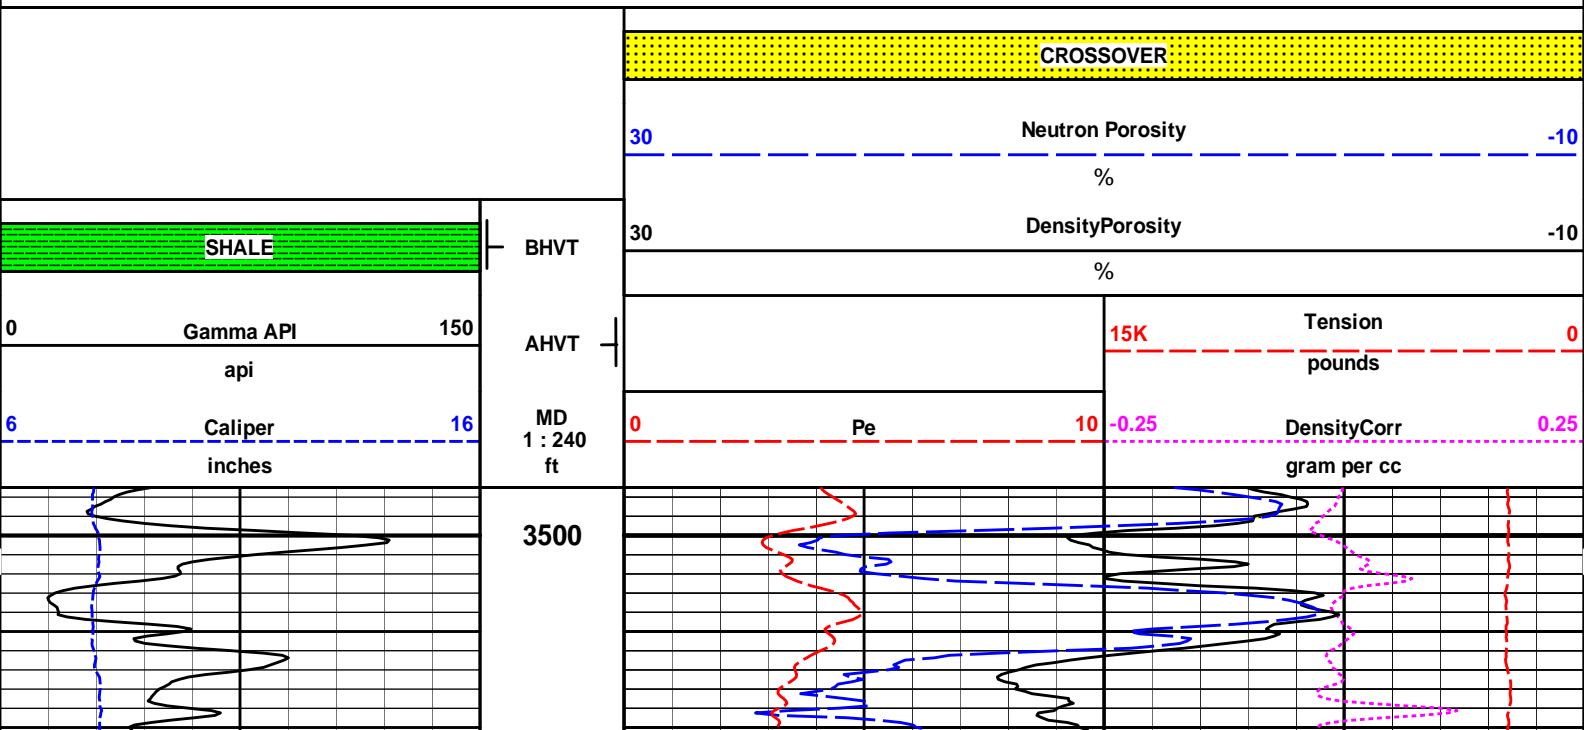 CROSSOVER
Neutron Porosity
30 -10
%
DensityPorosity
30 -10
%
SHALE
BHVT
0 Gamma API 150
api
AHVT
Tension
15K 0
pounds
6 Caliper 16
inches
MD
1 : 240
ft
0 Pe 10
-0.25 DensityCorr 0.25
gram per cc
3500